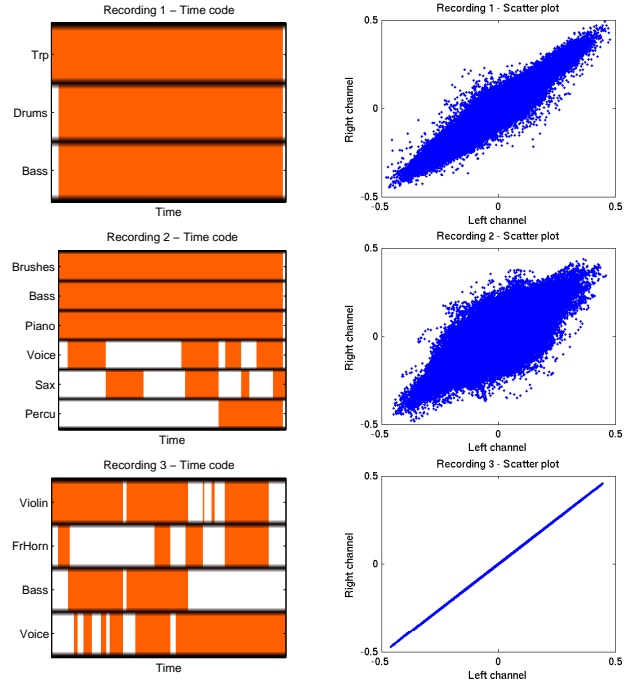 Recording 1 – Time code
Trp
Drums
Bass
Time
Recording 1 - Scatter plot
0.5
0
-0.5
-0.5
0
0.5
Right channel
Left channel
Recording 2 – Time code
Brushes
Bass
Piano
Voice
Sax
Percu
Time
Recording 2 - Scatter plot
0.5
0
-0.5
-0.5
0
0.5
Right channel
Left channel
Recording 3 – Time code
Violin
FrHorn
Bass
Voice
Time
Recording 3 - Scatter plot
0.5
0
-0.5
-0.5
0
0.5
Right channel
Left channel